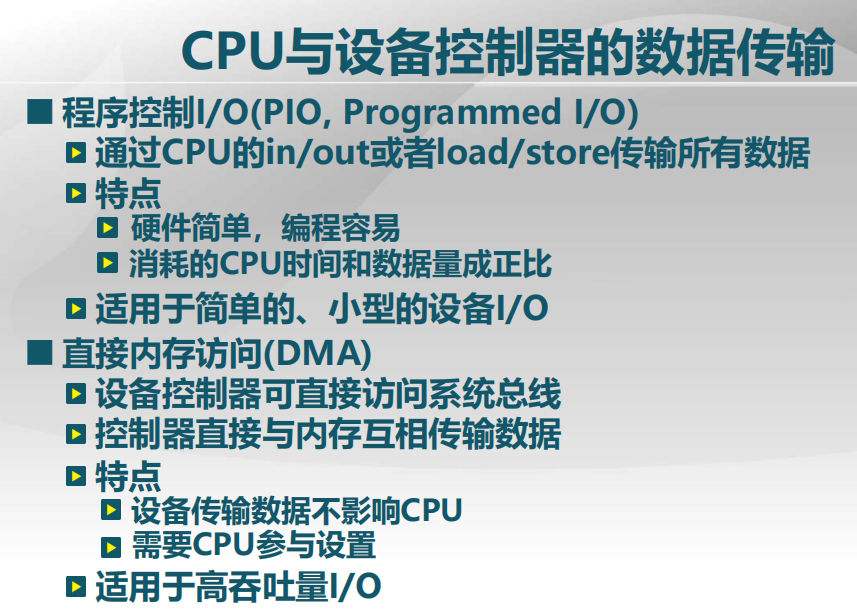 CPU与设备控制器的数据传输
程序控制I/O(PIO, Programmed I/O)
通过CPU的in/out或者load/store传输所有数据
特点
硬件简单，编程容易
消耗的CPU时间和数据量成正比
适用于简单的、小型的设备I/O
直接内存访问(DMA)
设备控制器可直接访问系统总线
控制器直接与内存互相传输数据
特点
设备传输数据不影响CPU
需要CPU参与设置
适用于高吞吐量I/O